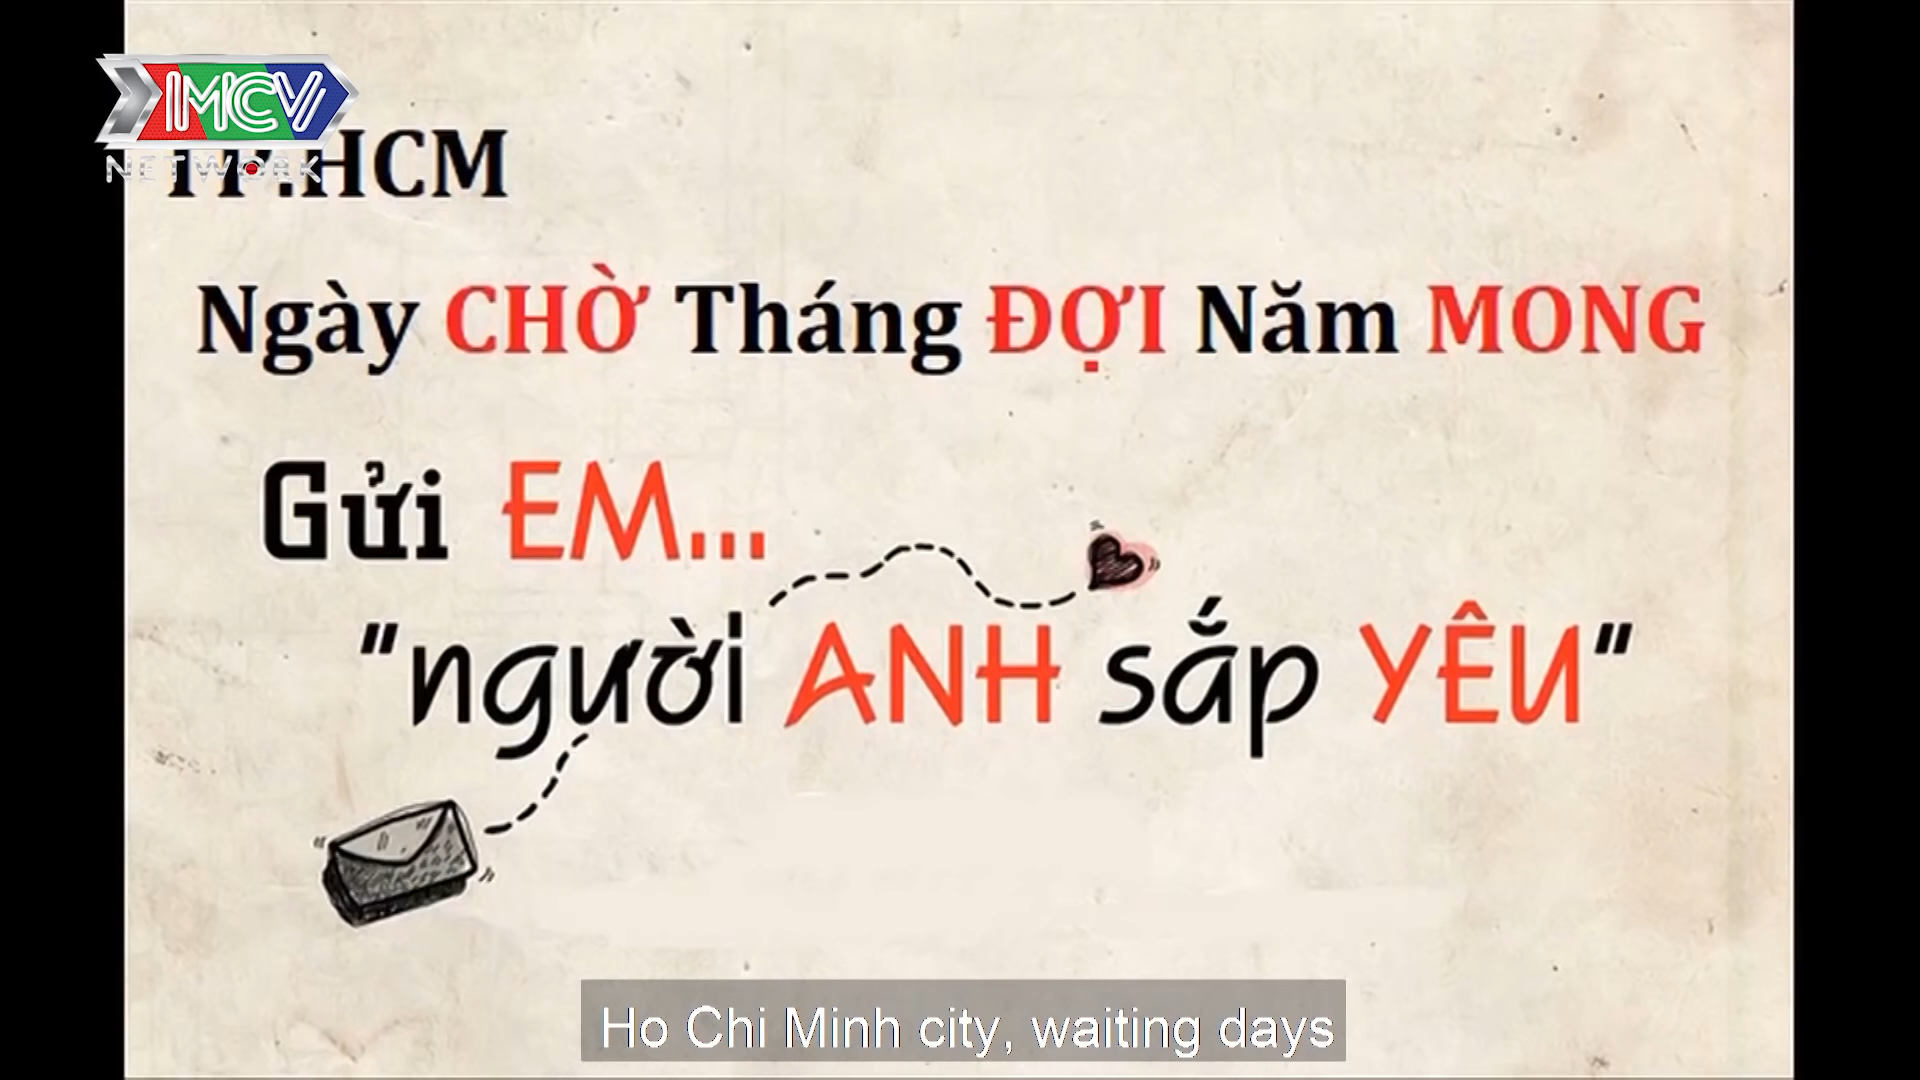 MCV
NETWORK
TP.HCM
Ngày CHỜ Tháng ĐỢI Năm MONG
Gửi EM...
"người ANH sắp YÊU"
Ho Chi Minh city, waiting days